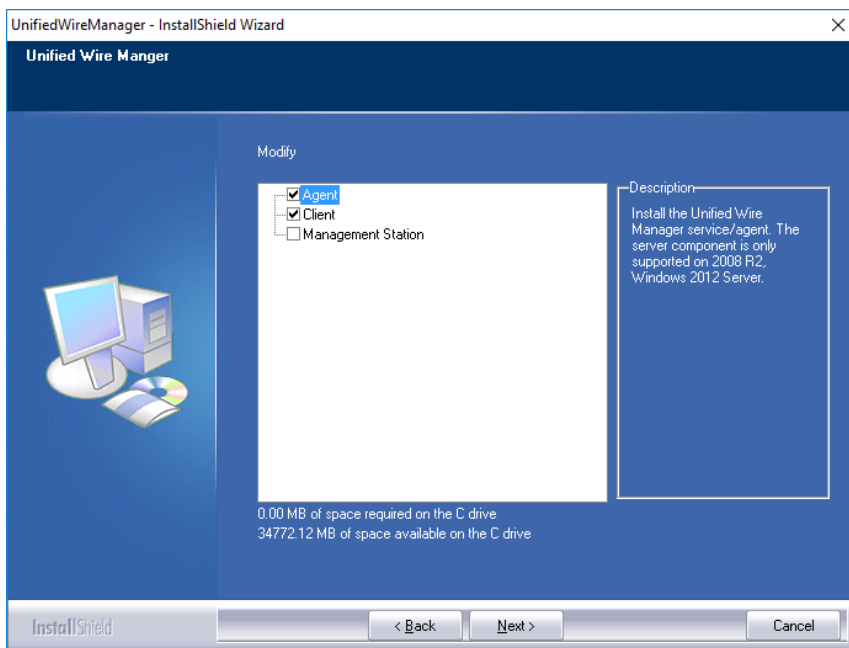 UnifiedWireManager - InstallShield Wizard
Unified Wire Manger
Modify
Agent
Client
Management Station
Description
Install the Unified Wire
Manager service/agent. The
server component is only
supported on 2008 R2,
Windows 2012 Server.
0.00 MB of space required on the C drive
34772.12 MB of space available on the C drive
InstallShield
< Back
Next >
Cancel